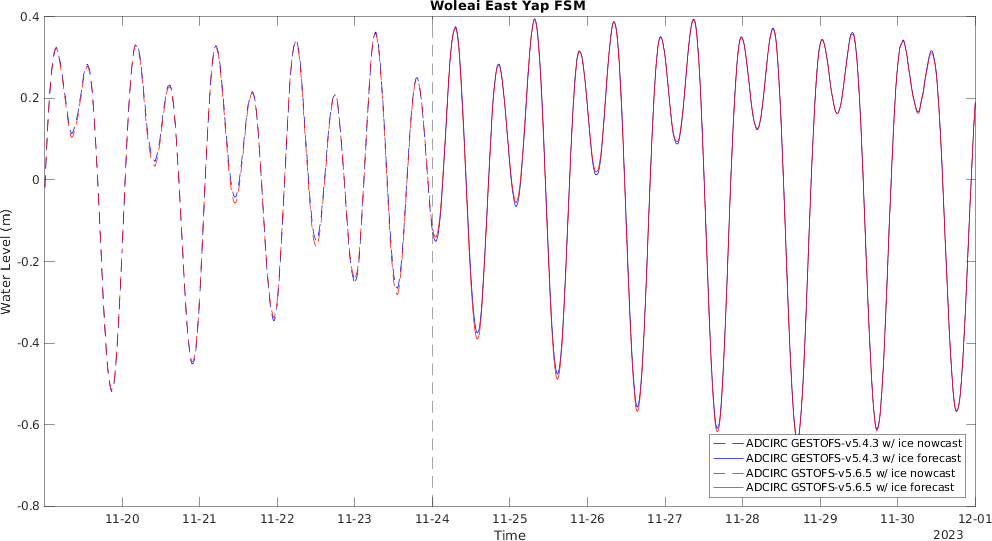 Woleai East Yap FSM
Water Level (m)
0.4
0.2
0
-0.2
-0.4
-0.6
-0.8
ADCIRC GESTOFS-v5.4.3 w/ ice nowcast
ADCIRC GESTOFS-v5.4.3 w/ ice forecast
ADCIRC GSTOFS-v5.6.5 w/ ice nowcast
ADCIRC GSTOFS-v5.6.5 w/ ice forecast
11-20 11-21 11-22 11-23 11-24 11-25 11-26 11-27 11-28 11-29 11-30 12-01
Time
2023